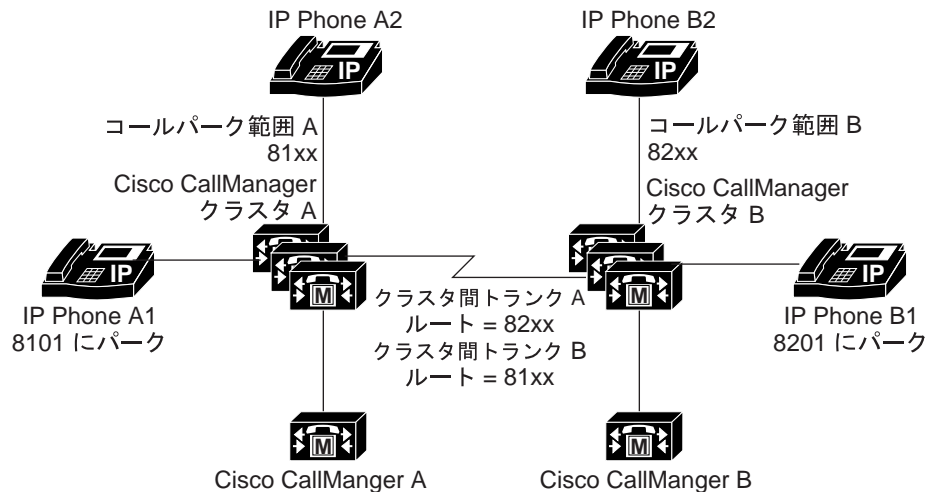 IP Phone A2
IP Phone B2
IP
IP
コールパーク範囲 A
81xx
コールパーク範囲 B
82xx
Cisco CallManager
クラスタ A
Cisco CallManager
クラスタ B
IP
IP
M
M
IP Phone A1
8101 にパーク
クラスタ間トランク A
ルート = 82xx
クラスタ間トランク B
ルート = 81xx
IP Phone B1
8201 にパーク
M
M
Cisco CallManger A
Cisco CallManger B